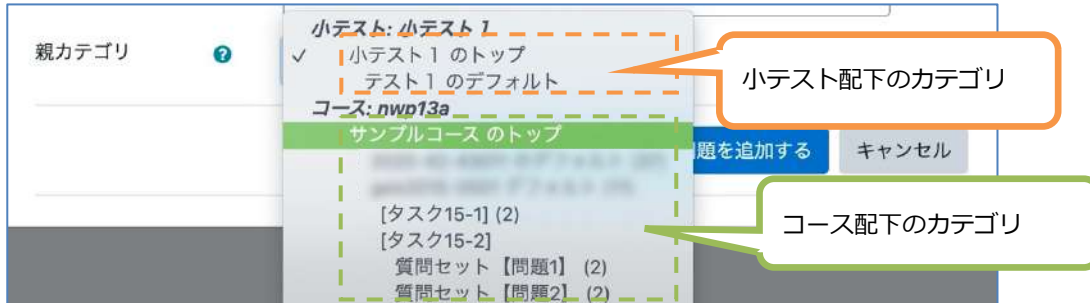 小テスト: 小テスト 1
親カテゴリ
?
✓ 小テスト 1 のトップ
テスト 1 のデフォルト
小テスト配下のカテゴリ
コース: nwp13a
サンプルコース のトップ
問題を追加する
キャンセル
[タスク15-1] (2)
[タスク15-2]
コース配下のカテゴリ
質問セット【問題1】 (2)
質問セット【問題2】 (2)